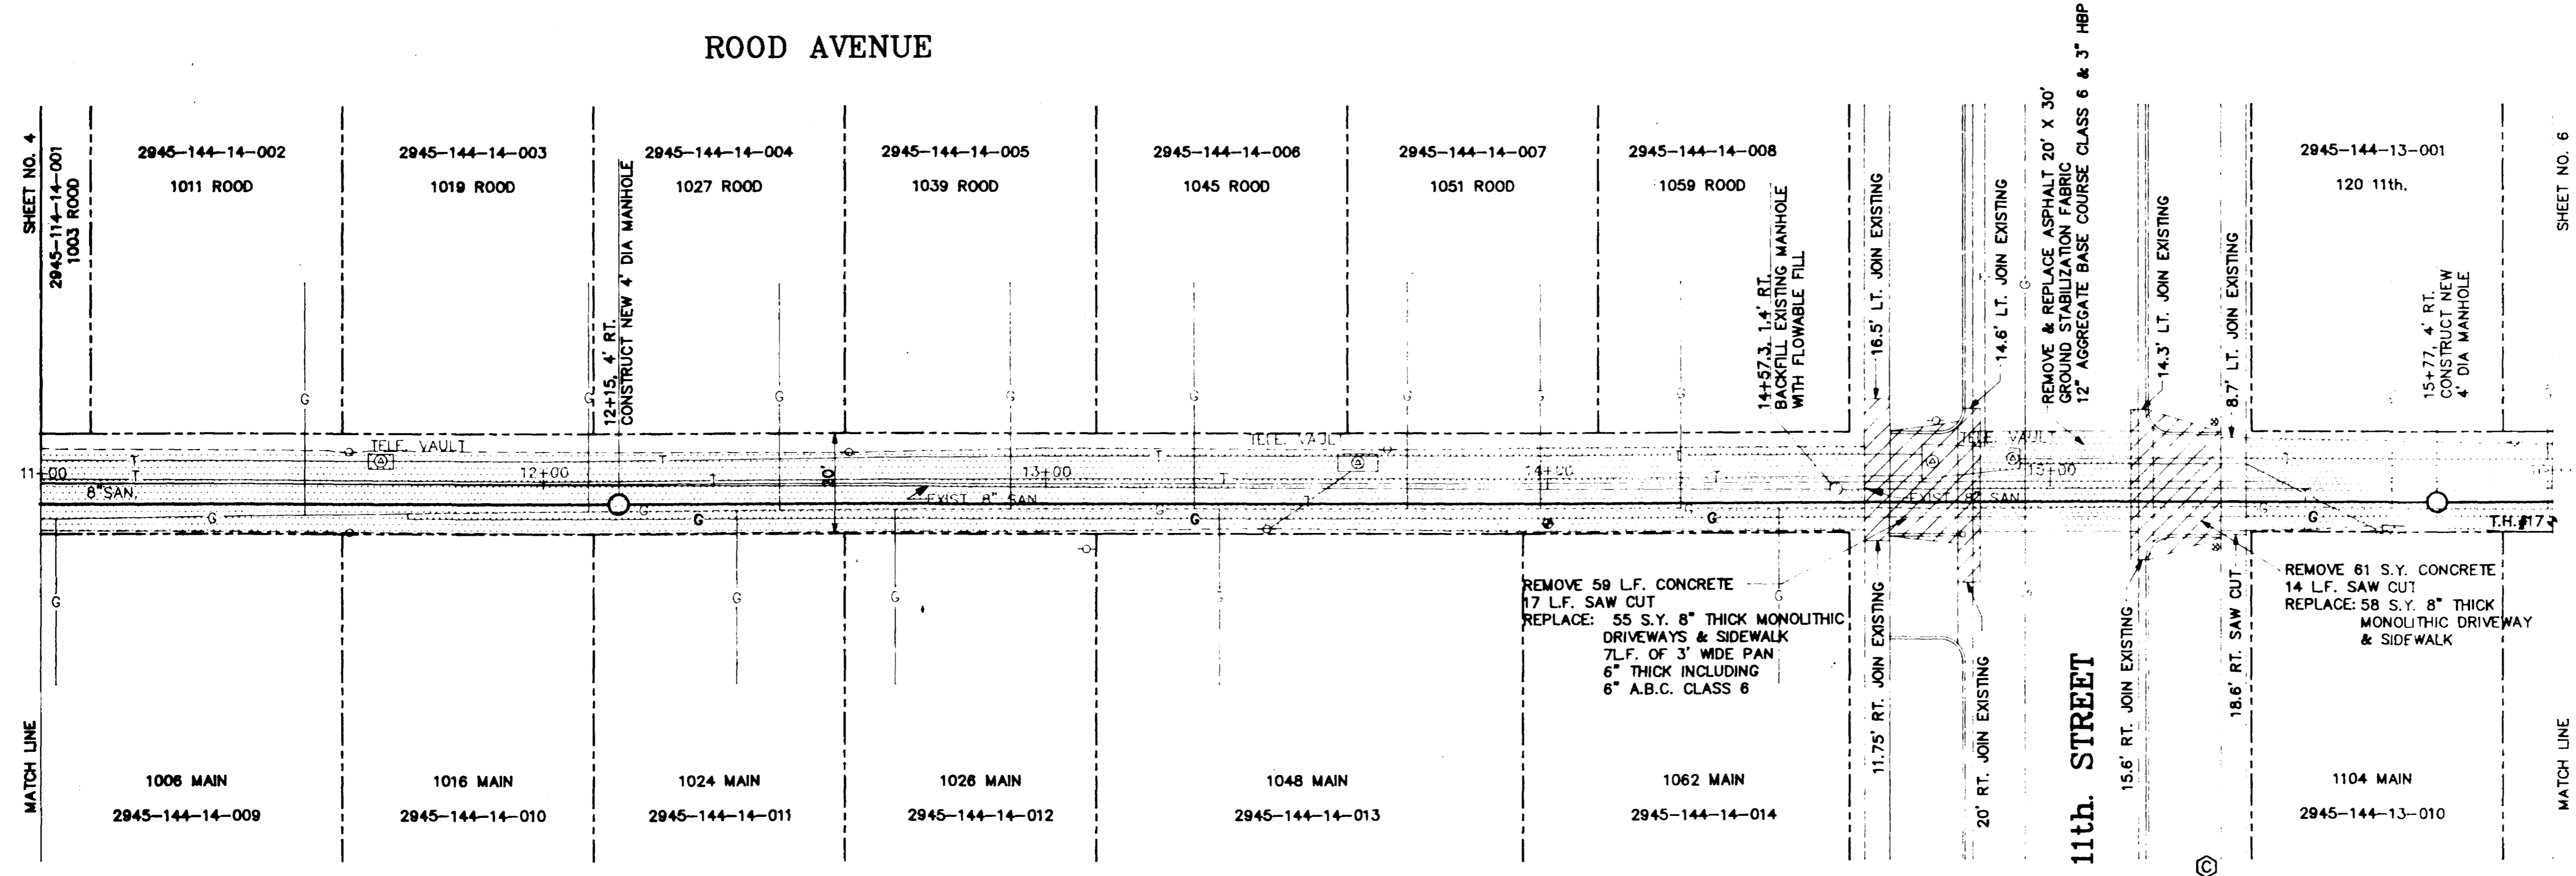 ROOD AVENUE
SHEET NO. 4
2945-114-14-001
1003 ROOD
2945-144-14-002
1011 ROOD
2945-144-14-003
1019 ROOD
2945-144-14-004
1027 ROOD
2945-144-14-005
1039 ROOD
2945-144-14-006
1045 ROOD
2945-144-14-007
1051 ROOD
2945-144-14-008
1059 ROOD
2945-144-13-001
120 11th.
SHEET NO. 6
12+15, 4' RT.
CONSTRUCT NEW 4' DIA MANHOLE
14+57.3, 1.4' RT.
BACKFILL EXISTING MANHOLE
WITH FLOWABLE FILL
16.5' LT. JOIN EXISTING
14.6' LT. JOIN EXISTING
REMOVE & REPLACE ASPHALT 20' X 30'
GROUND STABILIZATION FABRIC
12" AGGREGATE BASE COURSE CLASS 6 & 3" HBP
14.3' LT. JOIN EXISTING
8.7' LT. JOIN EXISTING
15+77, 4' RT.
CONSTRUCT NEW
4' DIA MANHOLE
G
G
G
G
G
G
G
G
G
TELE. VAULT
TELE. VAULT
TELE. VAULT
11+00
12+00
13+00
14+00
15+00
T
T
T
T
T
T
T
T
20'
8"SAN.
EXIST 8" SAN
EXIST 8" SAN
G
G
G
G
G
G
G
G
G
T.H.#17
G
G
G
G
G
REMOVE 59 L.F. CONCRETE
17 L.F. SAW CUT
REPLACE: 55 S.Y. 8" THICK MONOLITHIC
DRIVEWAYS & SIDEWALK
7L.F. OF 3' WIDE PAN
6" THICK INCLUDING
6" A.B.C. CLASS 6
11.75' RT. JOIN EXISTING
20' RT. JOIN EXISTING
11th. STREET
15.6' RT. JOIN EXISTING
18.6' RT. SAW CUT
REMOVE 61 S.Y. CONCRETE
14 L.F. SAW CUT
REPLACE: 58 S.Y. 8" THICK
MONOLITHIC DRIVEWAY
& SIDEWALK
MATCH LINE
1006 MAIN
2945-144-14-009
1016 MAIN
2945-144-14-010
1024 MAIN
2945-144-14-011
1026 MAIN
2945-144-14-012
1048 MAIN
2945-144-14-013
1062 MAIN
2945-144-14-014
1104 MAIN
2945-144-13-010
MATCH LINE
C